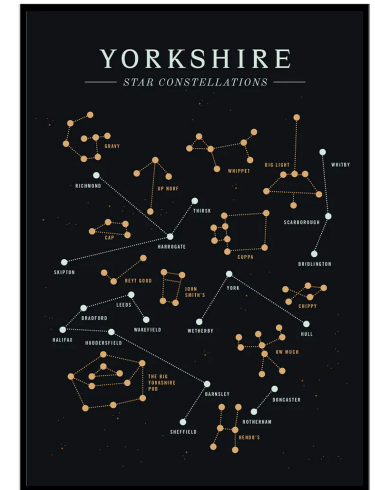 YORKSHIRE
STAR CONSTELLATIONS
GRAVY
BIG LIGHT
WHITBY
WHIPPET
RICHMOND
UP NORF
THIRSK
SCARBOROUGH
CAP
HARROGATE
CUPPA
BRIDLINGTON
SKIPTON
REYT GOOD
JOHN
SMITH'S
YORK
LEEDS
CHIPPY
BRADFORD
WAKEFIELD
WETHERBY
HULL
HALIFAX
HUDDERSFIELD
OW MUCH
THE BIG
YORKSHIRE
PUD
BARNSLEY
DONCASTER
ROTHERHAM
SHEFFIELD
HENDO'S